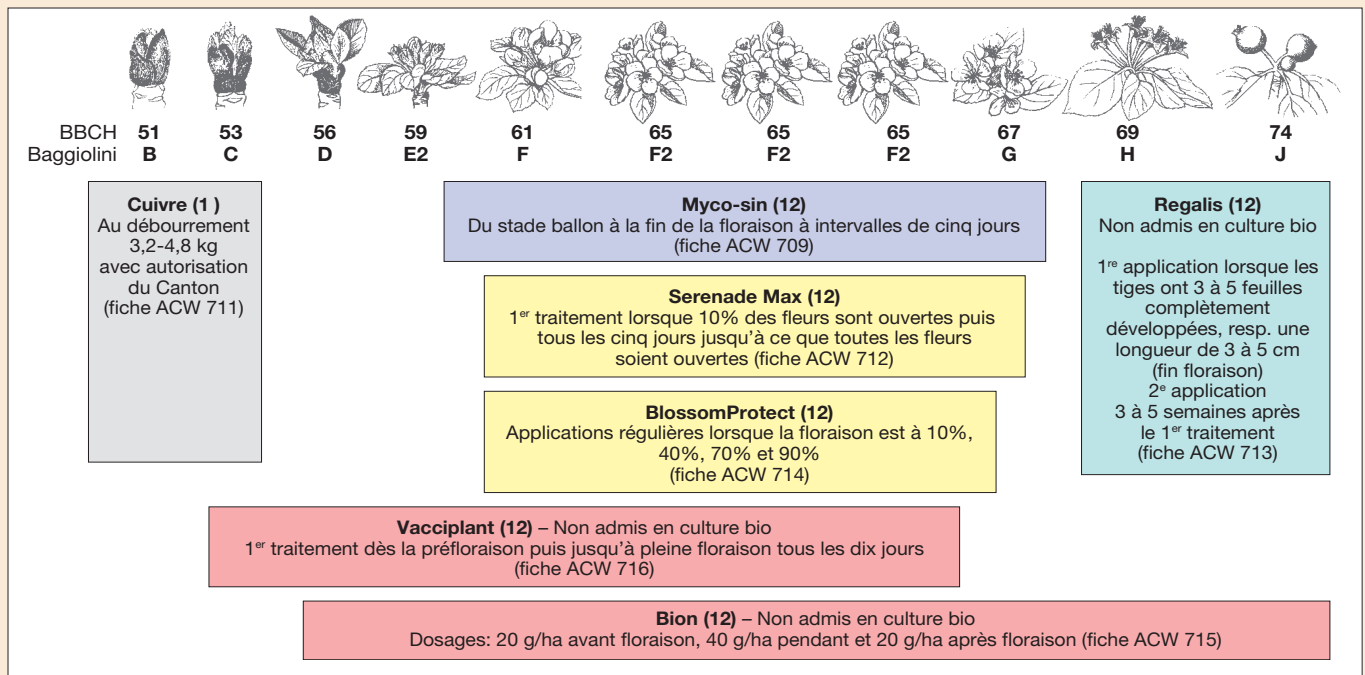 BBCH 51 53 56 59 61 65 65 65 67 69 74
Baggiolini B C D E2 F F2 F2 F2 G H J
Cuivre (1 )
Au débourrement
3,2-4,8 kg
avec autorisation
du Canton
(fiche ACW 711)
Myco-sin (12)
Du stade ballon à la fin de la floraison à intervalles de cinq jours
(fiche ACW 709)
Serenade Max (12)
1er traitement lorsque 10% des fleurs sont ouvertes puis
tous les cinq jours jusqu’à ce que toutes les fleurs
soient ouvertes (fiche ACW 712)
BlossomProtect (12)
Applications régulières lorsque la floraison est à 10%,
40%, 70% et 90%
(fiche ACW 714)
Regalis (12)
Non admis en culture bio
1re application lorsque les
tiges ont 3 à 5 feuilles
complètement
développées, resp. une
longueur de 3 à 5 cm
(fin floraison)
2e application
3 à 5 semaines après
le 1er traitement
(fiche ACW 713)
Vacciplant (12) – Non admis en culture bio
1er traitement dès la préfloraison puis jusqu’à pleine floraison tous les dix jours
(fiche ACW 716)
Bion (12) – Non admis en culture bio
Dosages: 20 g/ha avant floraison, 40 g/ha pendant et 20 g/ha après floraison (fiche ACW 715)